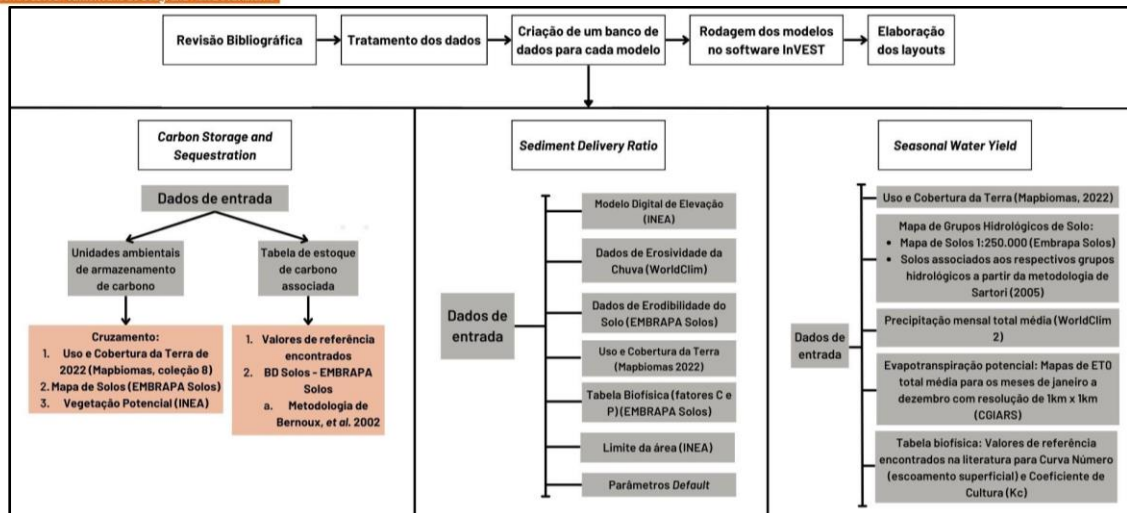 Revisão Bibliográfica
Tratamento dos dados
Criação de um banco de
dados para cada modelo
Rodagem dos modelos
no software InVEST
Elaboração
dos layouts
Carbon Storage and
Sequestration
Dados de entrada
Unidades ambientais
de armazenamento
de carbono
Tabela de estoque
de carbono
associada
Cruzamento:
1. Uso e Cobertura da Terra de
2022 (Mapbiomas, coleção 8)
2. Mapa de Solos (EMBRAPA Solos)
3. Vegetação Potencial (INEA)
1. Valores de referência
encontrados
2. BD Solos - EMBRAPA
Solos
a. Metodologia de
Bernoux, et al. 2002
Sediment Delivery Ratio
Dados de
entrada
Modelo Digital de Elevação
(INEA)
Dados de Erosividade da
Chuva (WorldClim)
Dados de Erodibilidade do
Solo (EMBRAPA Solos)
Uso e Cobertura da Terra
(Mapbiomas 2022)
Tabela Biofísica (fatores C e
P) (EMBRAPA Solos)
Limite da área (INEA)
Parâmetros Default
Seasonal Water Yield
Dados de
entrada
Uso e Cobertura da Terra (Mapbiomas, 2022)
Mapa de Grupos Hidrológicos de Solo:
• Mapa de Solos 1:250.000 (Embrapa Solos)
• Solos associados aos respectivos grupos
hidrológicos a partir da metodologia de
Sartori (2005)
Precipitação mensal total média (WorldClim
2)
Evapotranspiração potencial: Mapas de ET0
total média para os meses de janeiro a
dezembro com resolução de 1km x 1km
(CGIARS)
Tabela biofísica: Valores de referência
encontrados na literatura para Curva Número
(escoamento superficial) e Coeficiente de
Cultura (Kc)